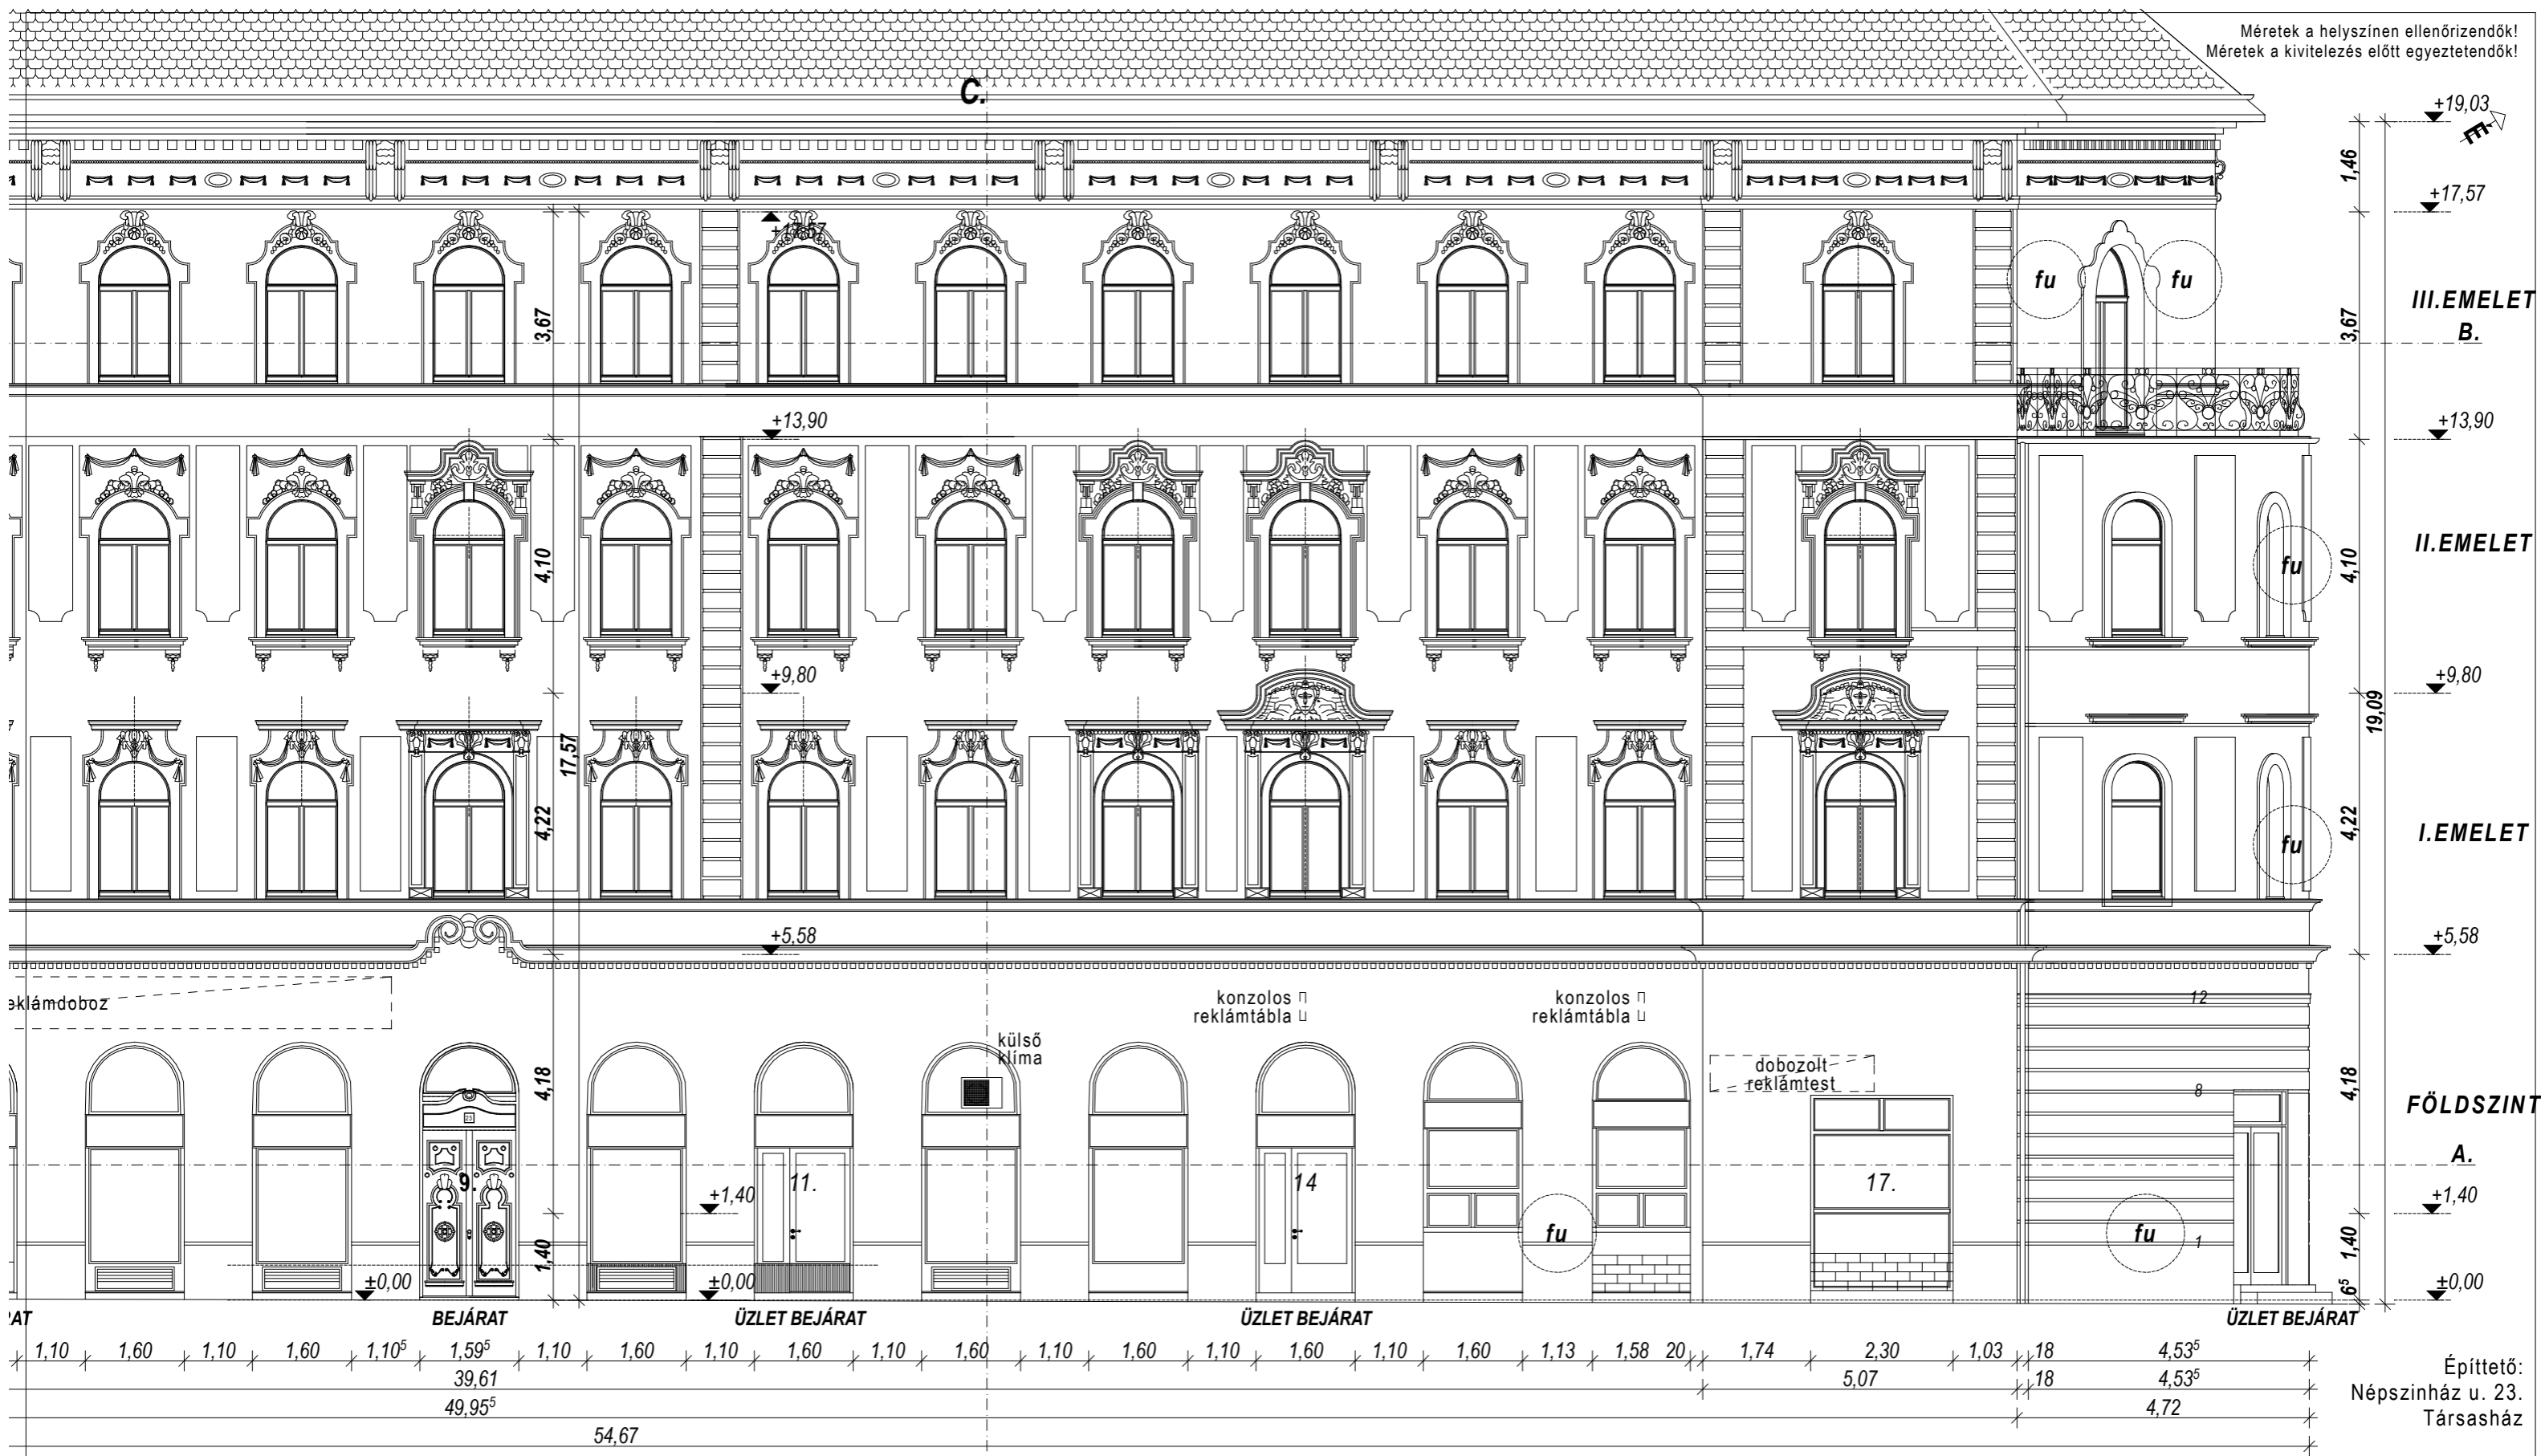 Méretek a helyszínen ellenőrizendők!
Méretek a kivitelezés előtt egyeztetendők!
C.
+19,03
É
1,46
+17,57
+17,57
fu
fu
III.EMELET
3,67
3,67
B.
+13,90
+13,90
II.EMELET
4,10
4,10
fu
+9,80
+9,80
17,57
19,09
4,22
4,22
I.EMELET
fu
+5,58
+5,58
eklámdoboz
konzolos
reklámtábla
konzolos
reklámtábla
12
külső
klíma
dobozolt
reklámtest
4,18
4,18
8
FÖLDSZINT
23
A.
9.
11.
14
17.
+1,40
+1,40
fu
fu
1
1,40
1,40
±0,00
±0,00
6⁵
±0,00
RAT
BEJÁRAT
ÜZLET BEJÁRAT
ÜZLET BEJÁRAT
ÜZLET BEJÁRAT
1,10 1,60 1,10 1,60 1,10⁵ 1,59⁵ 1,10 1,60 1,10 1,60 1,10 1,60 1,10 1,60 1,10 1,60 1,10 1,60 1,13 1,58 20 1,74 2,30 1,03 18 4,53⁵
39,61 5,07 18 4,53⁵
49,95⁵ 4,72
54,67
Építtető:
Népszinház u. 23.
Társasház